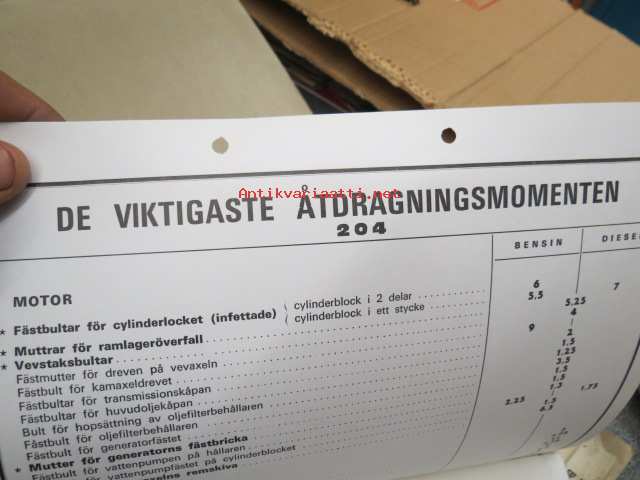 Antikvariaatti.net
DE VIKTIGASTE ÅTDRAGNINGSMOMENTEN
204
BENSIN DIESE
MOTOR
* Fästbultar för cylinderlocket (infettade) { cylinderblock i 2 delar 6 7
{ cylinderblock i ett stycke 5.5
* Muttrar för ramlageröverfall 5.25
* Vevstaksbultar 4
Fästmutter för dreven på vevaxeln 9
Fästbult för kamaxeldrevet 2
Fästbultar för transmissionskåpan 1.5
Fästbultar för huvudoljekåpan 1.25
Bult för hopsättning av oljefilterbehållaren 3.5
Fästbult för oljefilterbehållaren 1.5
Fästbult för generatorfästet 1.5
* Mutter för generatorns fästbricka 2.25 1.75
Fästbult för vattenpumpen på hållaren 1.5
Fästbult för vattenpumpfästet på cylinderblocket
remskiva